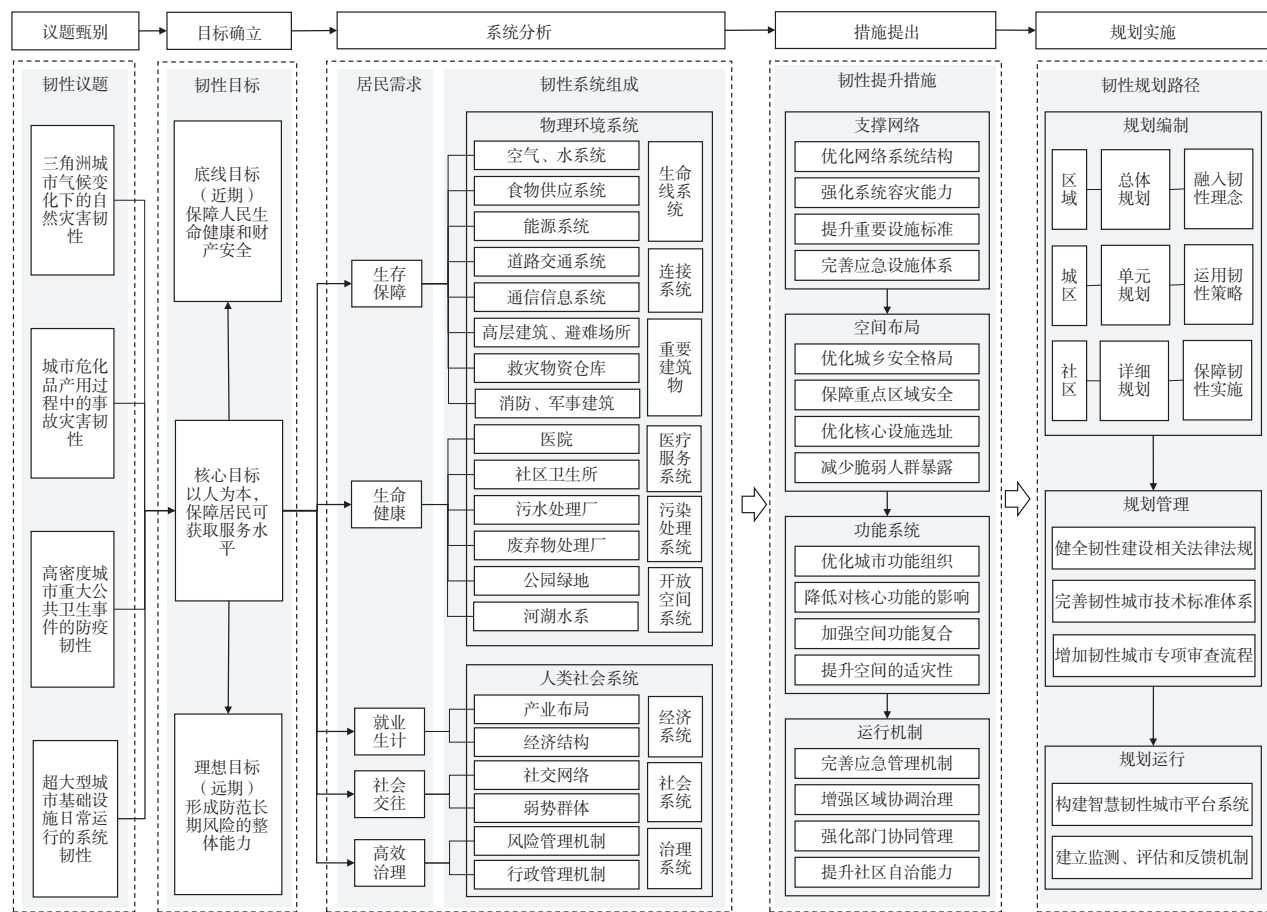 议题甄别
目标确立
系统分析
措施提出
规划实施
韧性议题
三角洲城
市气候变
化下的自
然灾害韧
性
城市危化
品产用过
程中的事
故灾害韧
性
高密度城
市重大公
共卫生事
件的防疫
韧性
超大型城
市基础设
施日常运
行的系统
韧性
韧性目标
底线目标
（近期）
保障人民生
命健康和财
产安全
核心目标
以人为本，
保障居民可
获取服务水
平
理想目标
（远期）
形成防范长
期风险的整
体能力
居民需求
生存
保障
生命
健康
就业
生计
社会
交往
高效
治理
韧性系统组成
物理环境系统
空气、水系统
食物供应系统
能源系统
生命
线系
统
道路交通系统
通信信息系统
连接
系统
高层建筑、避难场所
救灾物资仓库
消防、军事建筑
重要
建筑
物
医院
社区卫生所
医疗
服务
系统
污水处理厂
废弃物处理厂
污染
处理
系统
公园绿地
河湖水系
开放
空间
系统
人类社会系统
产业布局
经济结构
经济
系统
社交网络
弱势群体
社会
系统
风险管理机制
行政管理机制
治理
系统
韧性提升措施
支撑网络
优化网络系统结构
强化系统容灾能力
提升重要设施标准
完善应急设施体系
空间布局
优化城乡安全格局
保障重点区域安全
优化核心设施选址
减少脆弱人群暴露
功能系统
优化城市功能组织
降低对核心功能的影响
加强空间功能复合
提升空间的适灾性
运行机制
完善应急管理机制
增强区域协调治理
强化部门协同管理
提升社区自治能力
韧性规划路径
规划编制
区
域
总体
规划
融入韧
性理念
城
区
单元
规划
运用韧
性策略
社
区
详细
规划
保障韧
性实施
规划管理
健全韧性建设相关法律法规
完善韧性城市技术标准体系
增加韧性城市专项审查流程
规划运行
构建智慧韧性城市平台系统
建立监测、评估和反馈机制